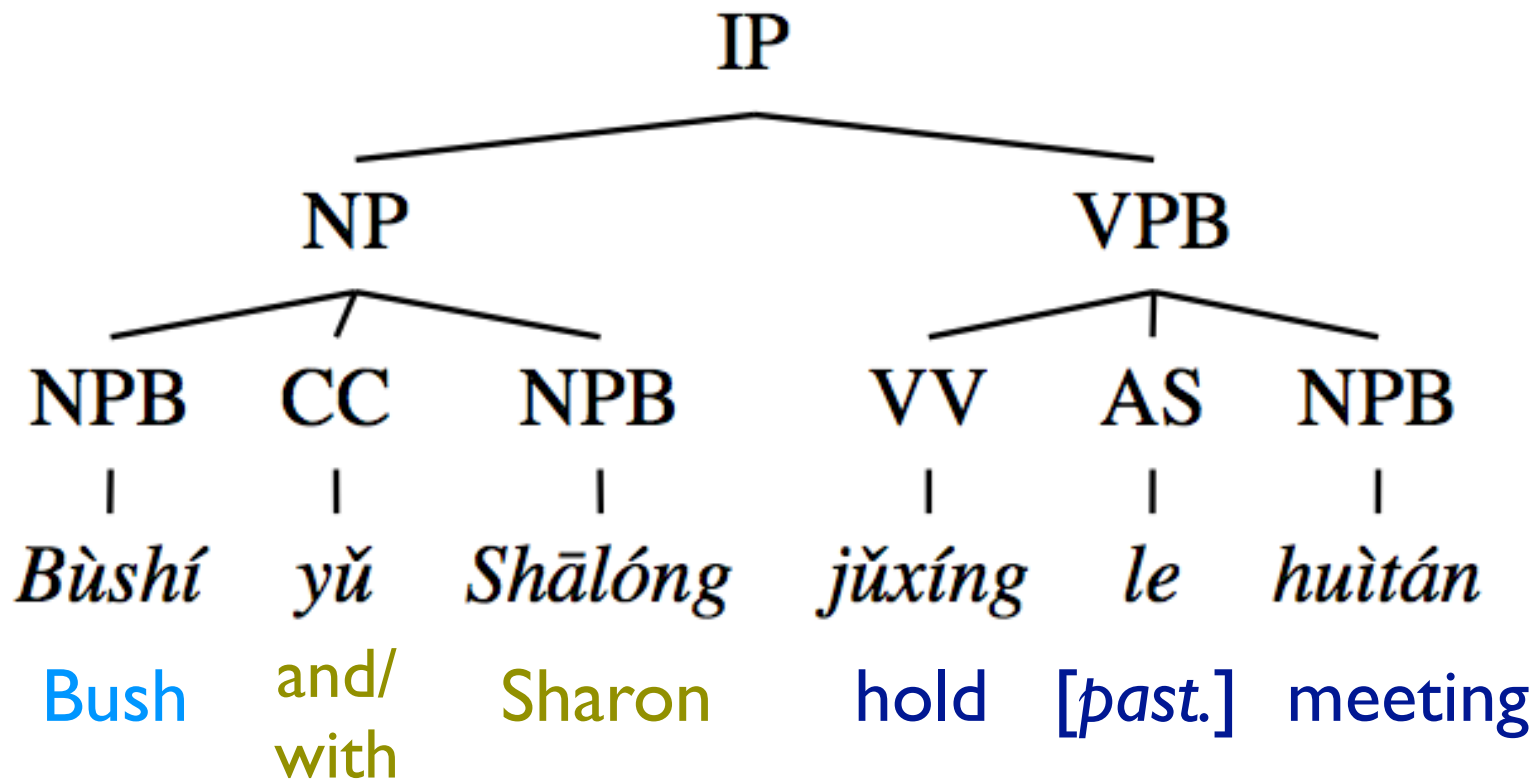 IP
NP VPB
NPB CC NPB VV AS NPB
Bùshí yǔ Shālóng jǔxíng le huìtán
Bush and/ with Sharon hold [past.] meeting